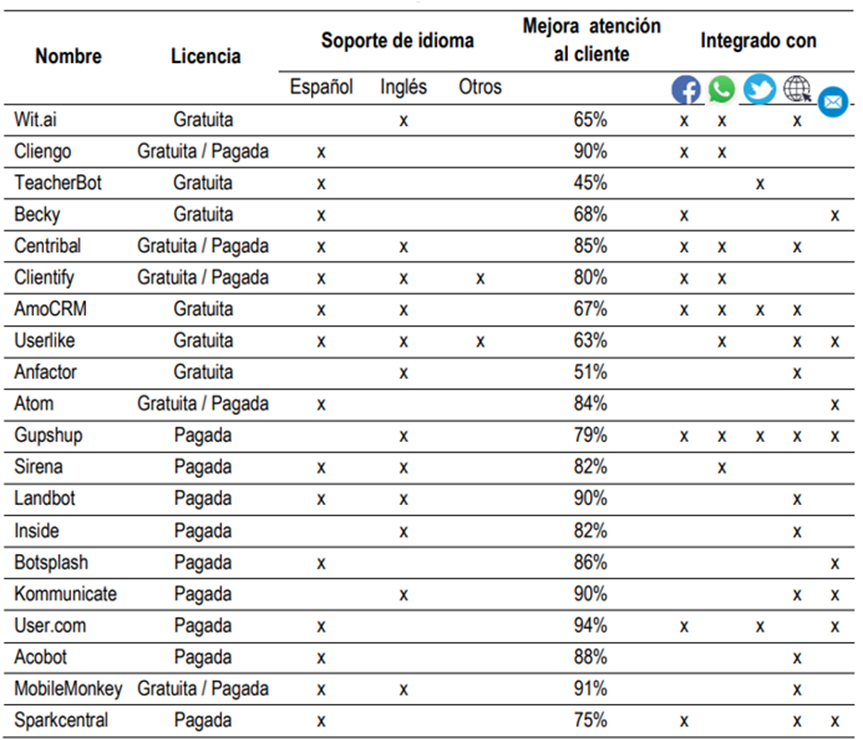 Nombre Licencia Soporte de idioma Mejora atención al cliente Integrado con
Español Inglés Otros
Wit.ai Gratuita x 65% x x x
Cliengo Gratuita / Pagada x 90% x x
TeacherBot Gratuita x 45% x
Becky Gratuita x 68% x x
Centribal Gratuita / Pagada x x 85% x x x
Clientify Gratuita / Pagada x x x 80% x x
AmoCRM Gratuita x x 67% x x x x
Userlike Gratuita x x x 63% x x x
Anfactor Gratuita x 51% x
Atom Gratuita / Pagada x 84% x
Gupshup Pagada x 79% x x x x x
Sirena Pagada x x 82% x
Landbot Pagada x x 90% x
Inside Pagada x 82% x
Botsplash Pagada x 86% x
Kommunicate Pagada x 90% x x
User.com Pagada x 94% x x x
Acobot Pagada x 88% x
MobileMonkey Gratuita / Pagada x x 91% x
Sparkcentral Pagada x 75% x x x